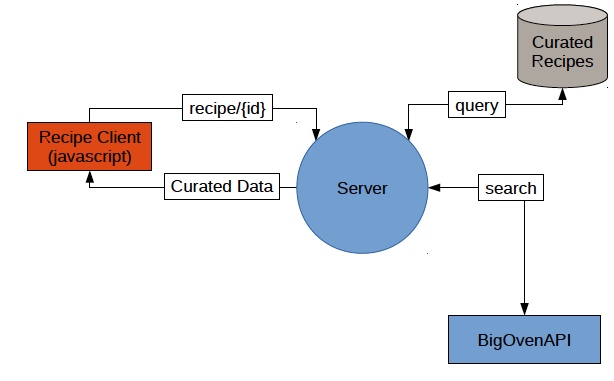 Curated
Recipes
recipe/{id}
query
Recipe Client
(javascript)
Curated Data
Server
search
BigOvenAPI